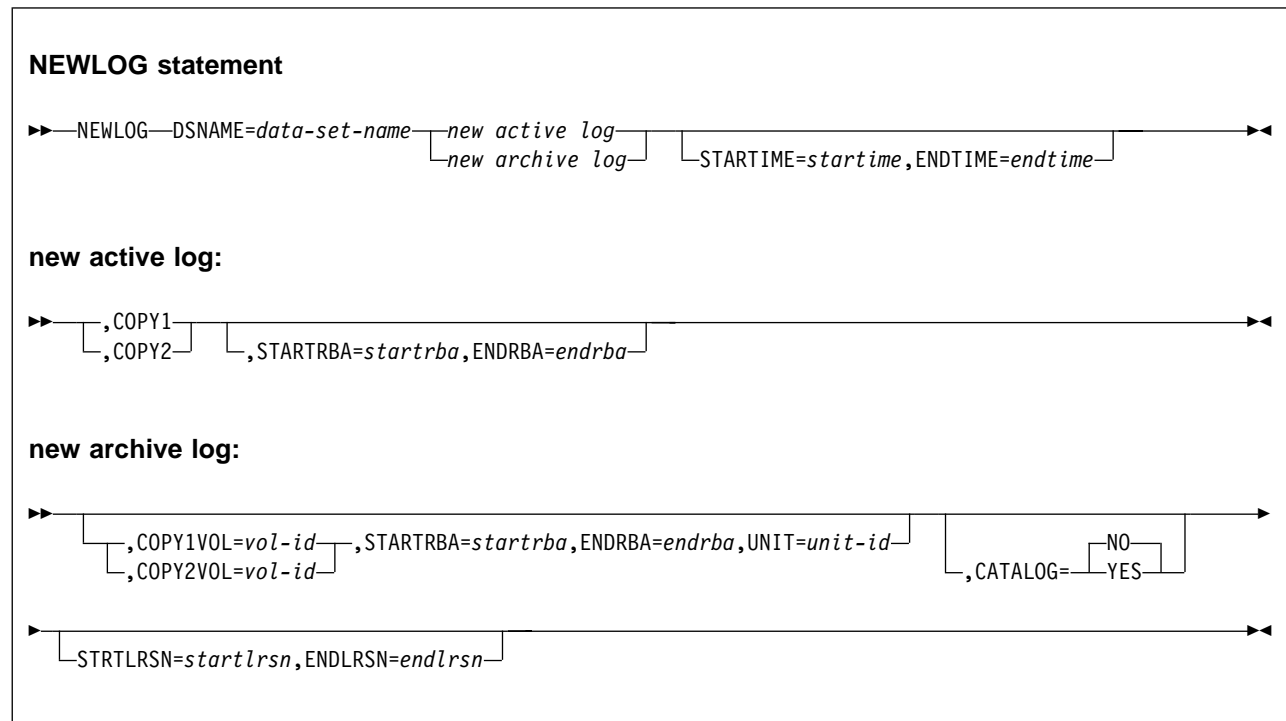 NEWLOG statement
NEWLOG DSNAME=data-set-name new active log
new archive log STARTIME=startime,ENDTIME=endtime
new active log:
,COPY1
,COPY2 ,STARTRBA=startrba,ENDRBA=endrba
new archive log:
,COPY1VOL=vol-id ,STARTRBA=startrba,ENDRBA=endrba,UNIT=unit-id NO
,COPY2VOL=vol-id ,CATALOG= YES
STRTLRSN=startlrsn,ENDLRSN=endlrsn